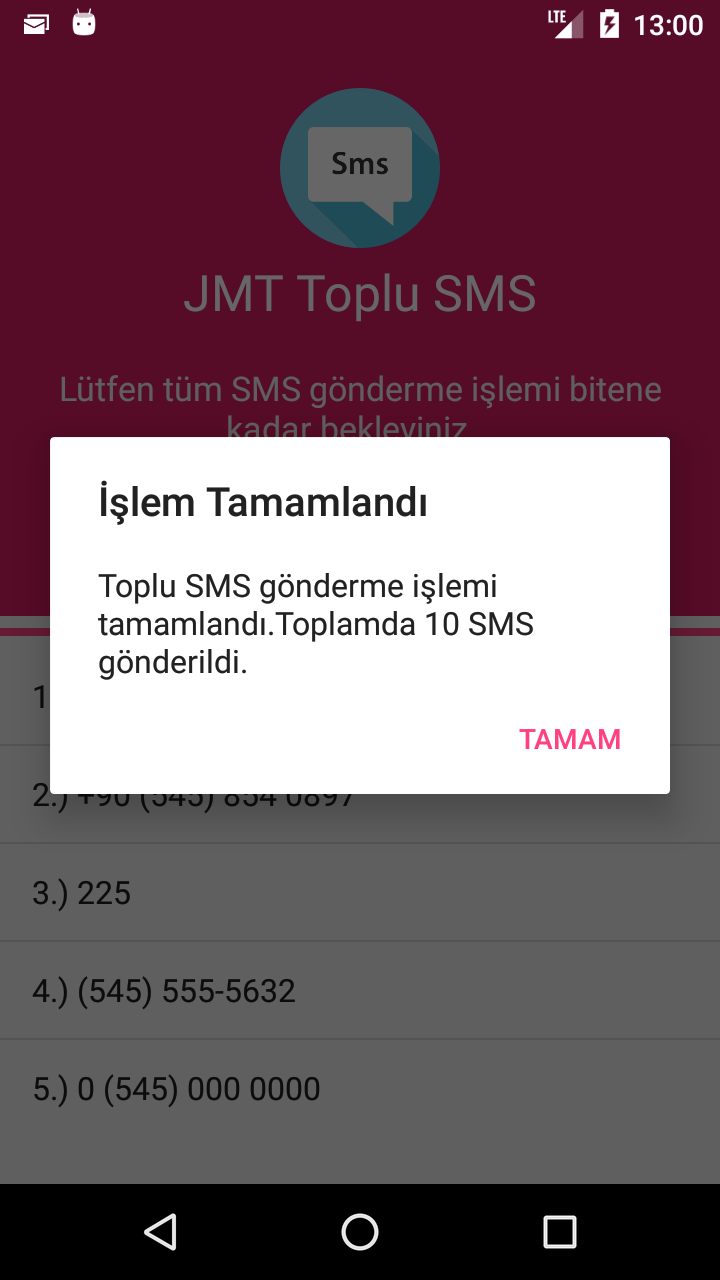 LTE 13:00
Sms
JMT Toplu SMS
Lütfen tüm SMS gönderme işlemi bitene
kadar bekleyiniz
İşlem Tamamlandı
Toplu SMS gönderme işlemi
tamamlandı.Toplamda 10 SMS
gönderildi.
TAMAM
1
2.) +90 (545) 854 0897
3.) 225
4.) (545) 555-5632
5.) 0 (545) 000 0000